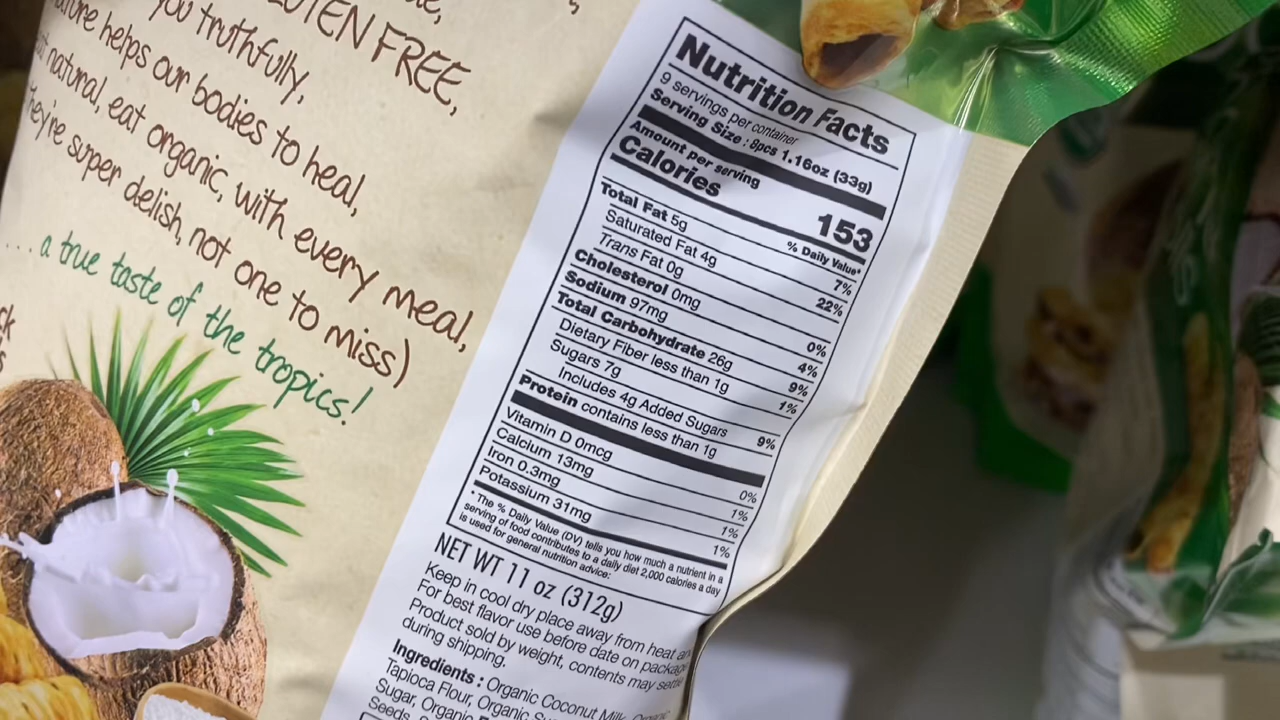 GLUTEN FREE,
you truthfully,
nature helps our bodies to heal,
natural, eat organic, with every meal,
they're super delish, not one to miss)
... a true taste of the tropics!
Nutrition Facts
9 servings per container
Serving Size : 8pcs 1.16oz (33g)
Amount per serving
Calories 153
% Daily Value*
Total Fat 5g 7%
Saturated Fat 4g 22%
Trans Fat 0g
Cholesterol 0mg 0%
Sodium 97mg 4%
Total Carbohydrate 26g 9%
Dietary Fiber less than 1g 1%
Sugars 7g
Includes 4g Added Sugars 9%
Protein contains less than 1g
Vitamin D 0mcg 0%
Calcium 13mg 1%
Iron 0.3mg 1%
Potassium 31mg 1%
* The % Daily Value (DV) tells you how much a nutrient in a
serving of food contributes to a daily diet 2,000 calories a day
is used for general nutrition advice:
NET WT 11 oz (312g)
Keep in cool dry place away from heat
For best flavor use before date on package
Product sold by weight, contents may settle
during shipping.
Ingredients : Organic Coconut Milk, Organic
Tapioca Flour, Organic
Sugar, Organic
Seeds,